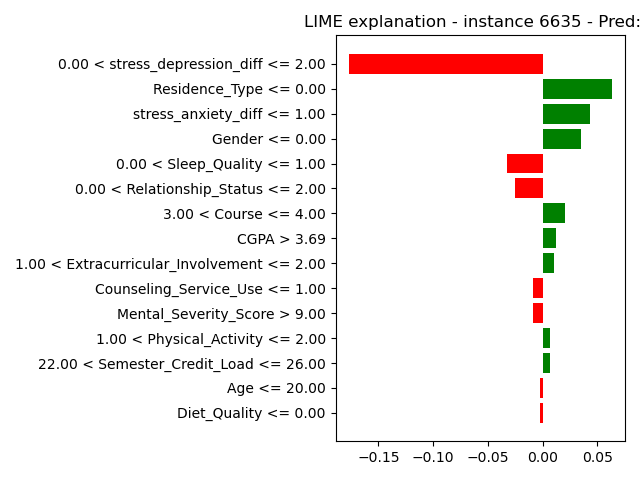 LIME explanation - instance 6635 - Pred:
0.00 < stress_depression_diff <= 2.00
Residence_Type <= 0.00
stress_anxiety_diff <= 1.00
Gender <= 0.00
0.00 < Sleep_Quality <= 1.00
0.00 < Relationship_Status <= 2.00
3.00 < Course <= 4.00
CGPA > 3.69
1.00 < Extracurricular_Involvement <= 2.00
Counseling_Service_Use <= 1.00
Mental_Severity_Score > 9.00
1.00 < Physical_Activity <= 2.00
22.00 < Semester_Credit_Load <= 26.00
Age <= 20.00
Diet_Quality <= 0.00
−0.15 −0.10 −0.05 0.00 0.05